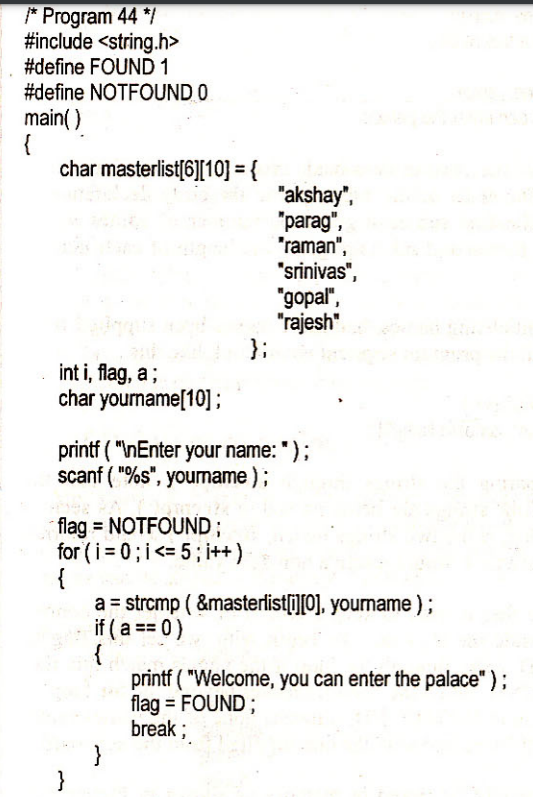 /* Program 44 */
#include <string.h>
#define FOUND 1
#define NOTFOUND 0
main( )
{
char masterlist[6][10] = {
"akshay",
"parag",
"raman",
"srinivas",
"gopal",
"rajesh"
} ;
int i, flag, a ;
char yourname[10] ;
printf ( "\nEnter your name: " ) ;
scanf ( "%s", yourname ) ;
flag = NOTFOUND ;
for ( i = 0 ; i <= 5 ; i++ )
{
a = strcmp ( &masterlist[i][0], yourname ) ;
if ( a == 0 )
{
printf ( "Welcome, you can enter the palace" ) ;
flag = FOUND ;
break ;
}
}